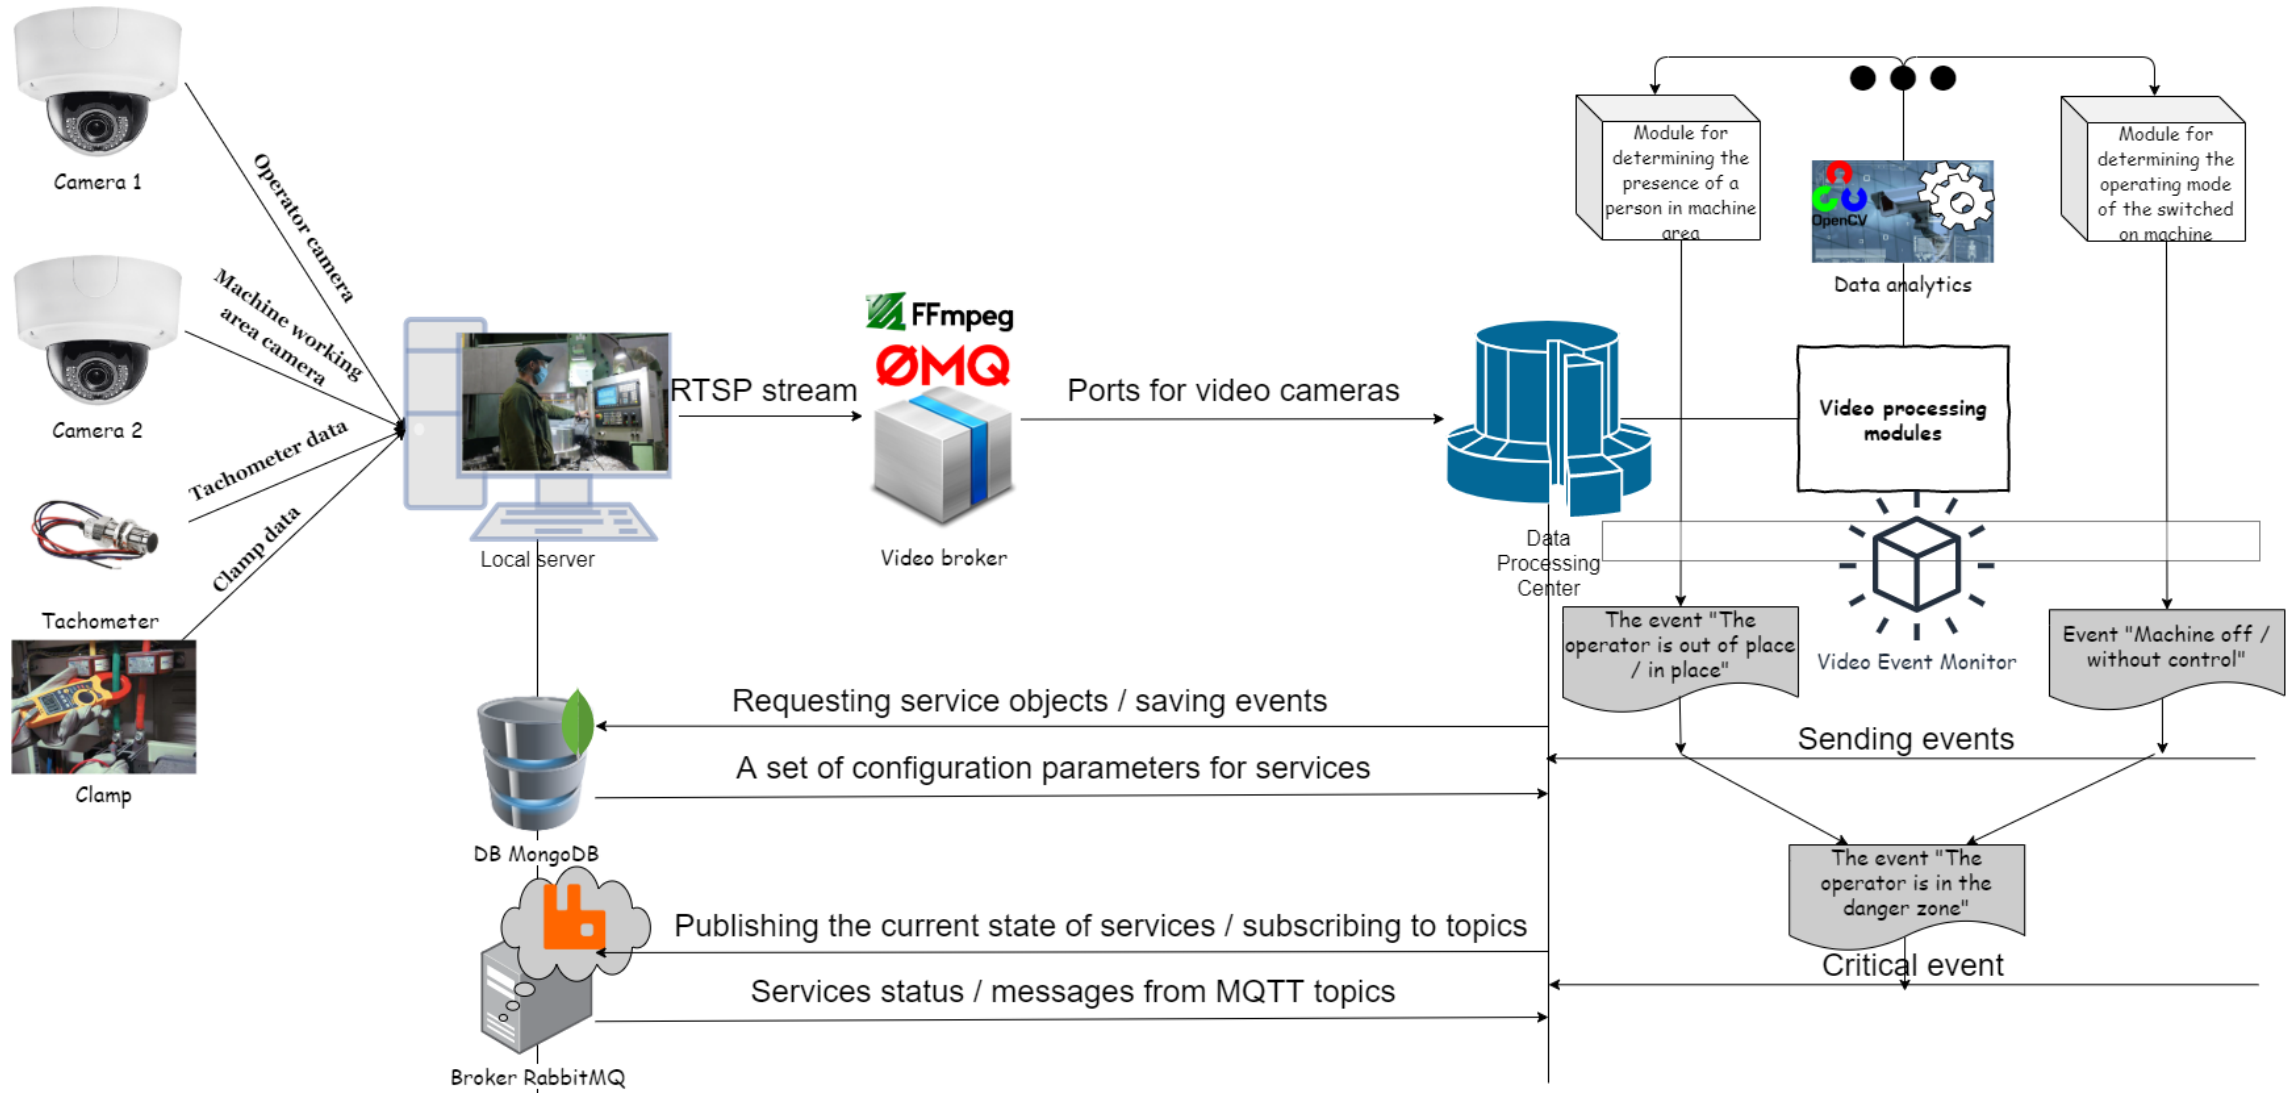 Camera 1
Operator camera
Camera 2
Machine working
area camera
Tachometer data
Tachometer
Clamp data
Clamp
Local server
RTSP stream
FFmpeg
ØMQ
Video broker
Ports for video cameras
Data
Processing
Center
Module for
determining the
presence of a
person in machine
area
OpenCV
Data analytics
Module for
determining the
operating mode
of the switched
on machine
Video processing
modules
Video Event Monitor
The event "The
operator is out of place
/ in place"
Event "Machine off /
without control"
Requesting service objects / saving events
Sending events
A set of configuration parameters for services
DB MongoDB
The event "The
operator is in the
danger zone"
Publishing the current state of services / subscribing to topics
Critical event
Services status / messages from MQTT topics
Broker RabbitMQ